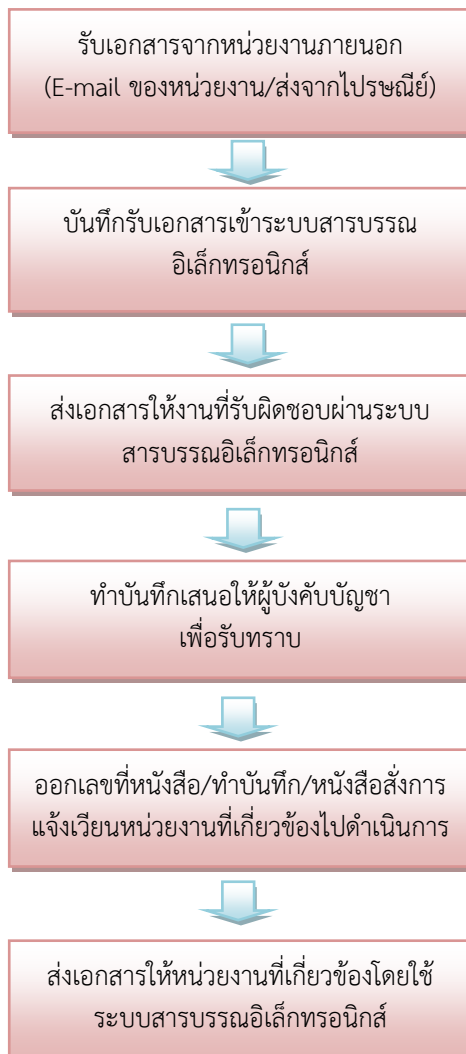 รับเอกสารจากหน่วยงานภายนอก
(E-mail ของหน่วยงาน/ส่งจากไปรษณีย์)
บันทึกรับเอกสารเข้าระบบสารบรรณ
อิเล็กทรอนิกส์
ส่งเอกสารให้งานที่รับผิดชอบผ่านระบบ
สารบรรณอิเล็กทรอนิกส์
ทำบันทึกเสนอให้ผู้บังคับบัญชา
เพื่อรับทราบ
ออกเลขที่หนังสือ/ทำบันทึก/หนังสือสั่งการ
แจ้งเวียนหน่วยงานที่เกี่ยวข้องไปดำเนินการ
ส่งเอกสารให้หน่วยงานที่เกี่ยวข้องโดยใช้
ระบบสารบรรณอิเล็กทรอนิกส์